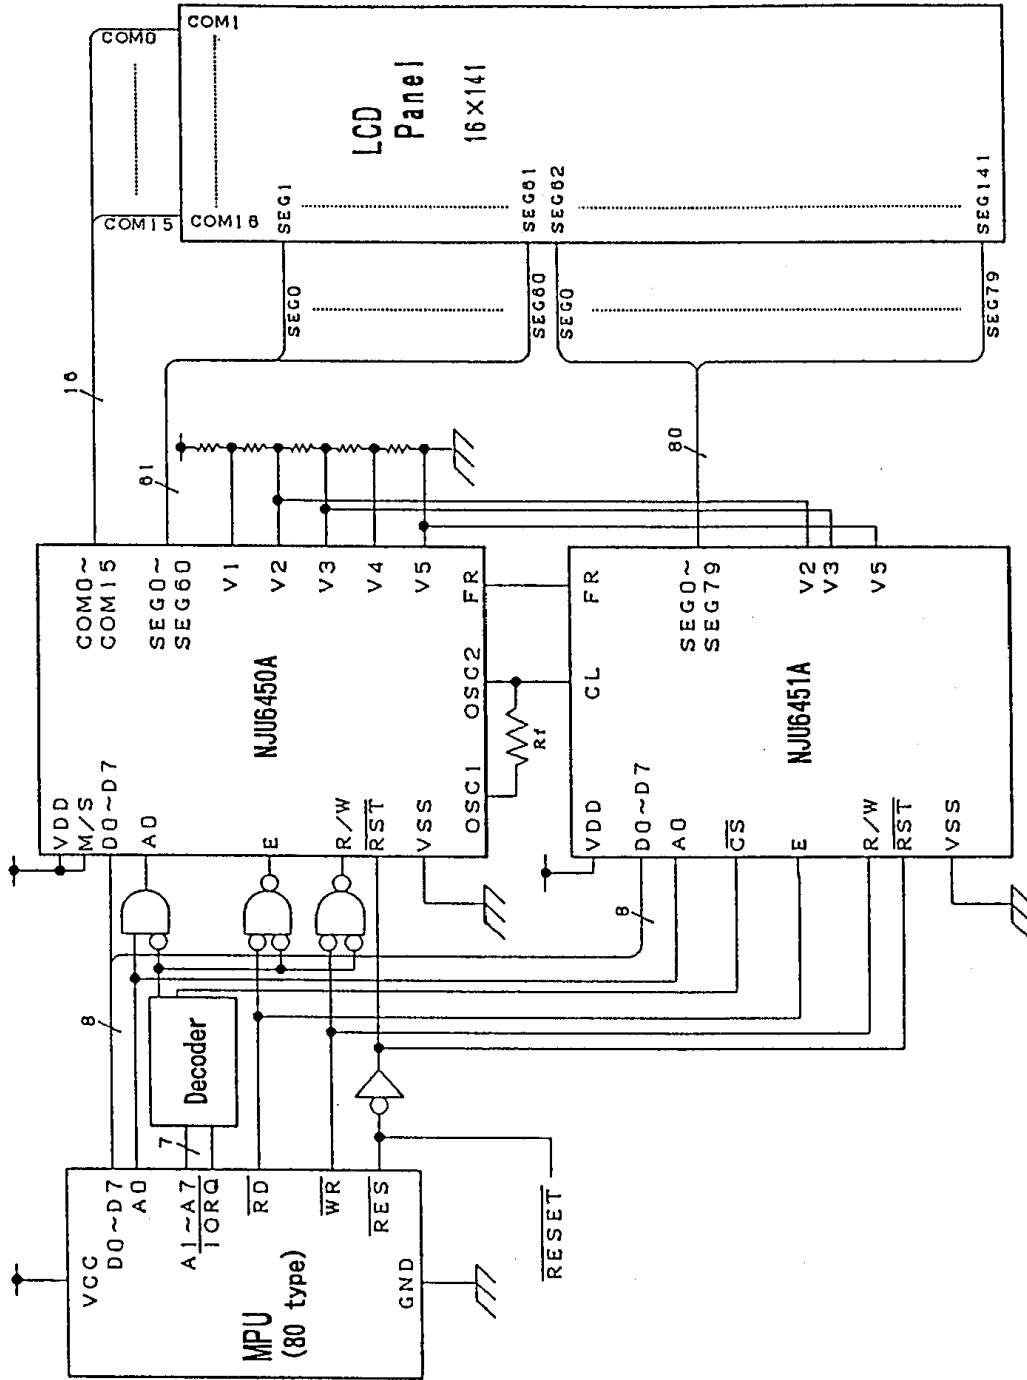 VCC
D0~D7
A0
A1~A7
IORQ
RD
WR
RES
GND
MPU
(80 type)
RESET
8
7
Decoder
VDD
M/S
D0~D7
A0
E
R/W
RST
VSS
NJU6450A
COM0~
COM15
SEG0~
SEG60
V1
V2
V3
V4
V5
OSC1
OSC2
FR
Rf
16
61
8
VDD
D0~D7
A0
CS
E
R/W
RST
VSS
NJU6451A
CL
FR
SEG0~
SEG79
V2
V3
V5
80
COM0
COM15
SEG0
SEG60
SEG0
SEG79
COM1
COM16
SEG1
SEG61
SEG62
SEG141
LCD
Panel
16×141